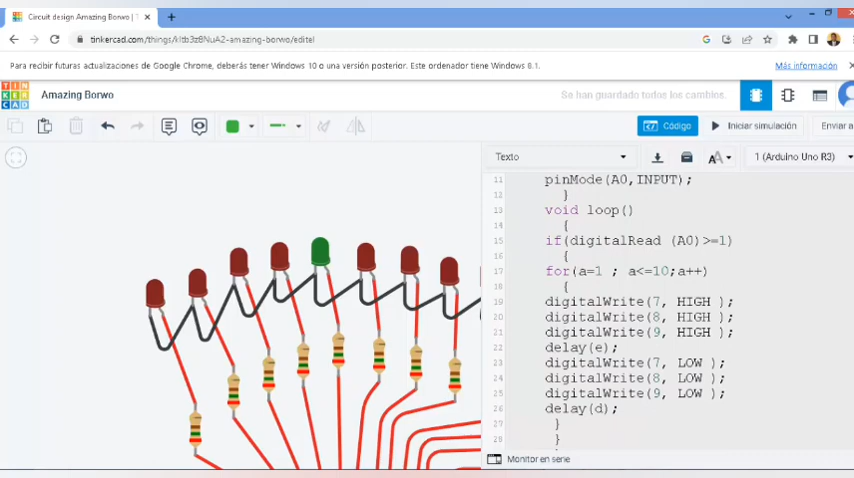 Circuit design Amazing Borwo |
tinkercad.com/things/kltb3z8NuA2-amazing-borwo/editel
Para recibir futuras actualizaciones de Google Chrome, deberás tener Windows 10 o una versión posterior. Este ordenador tiene Windows 8.1.
Más información
TIN
KER
CAD
Amazing Borwo
Se han guardado todos los cambios.
Código
Iniciar simulación
Enviar a
Texto
1 (Arduino Uno R3)
11 pinMode(A0,INPUT);
12 }
13 void loop()
14 {
15 if(digitalRead (A0)>=1)
16 {
17 for(a=1 ; a<=10;a++)
18 {
19 digitalWrite(7, HIGH );
20 digitalWrite(8, HIGH );
21 digitalWrite(9, HIGH );
22 delay(e);
23 digitalWrite(7, LOW );
24 digitalWrite(8, LOW );
25 digitalWrite(9, LOW );
26 delay(d);
27 }
28 }
Monitor en serie